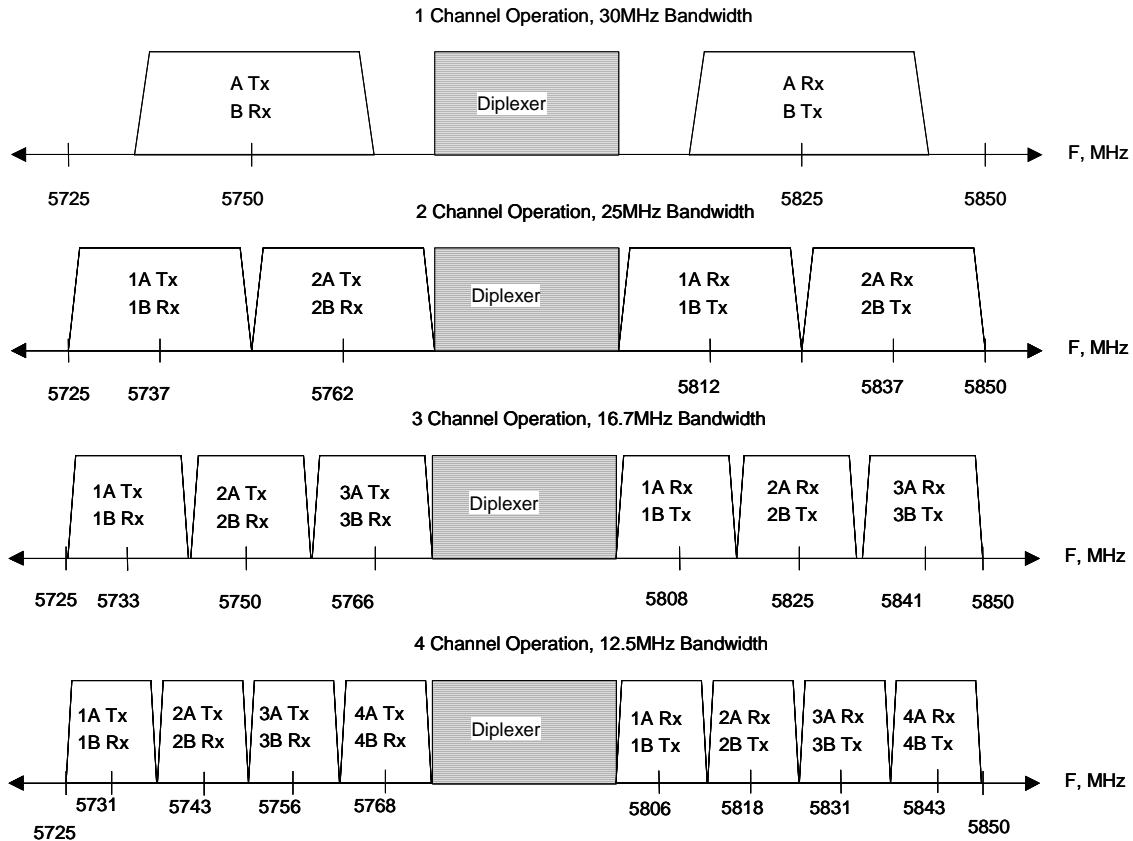 1 Channel Operation, 30MHz Bandwidth
A Tx
B Rx
Diplexer
A Rx
B Tx
F, MHz
5725 5750 5825 5850
2 Channel Operation, 25MHz Bandwidth
1A Tx
1B Rx
2A Tx
2B Rx
Diplexer
1A Rx
1B Tx
2A Rx
2B Tx
F, MHz
5725 5737 5762 5812 5837 5850
3 Channel Operation, 16.7MHz Bandwidth
1A Tx
1B Rx
2A Tx
2B Rx
3A Tx
3B Rx
Diplexer
1A Rx
1B Tx
2A Rx
2B Tx
3A Rx
3B Tx
F, MHz
5725 5733 5750 5766 5808 5825 5841 5850
4 Channel Operation, 12.5MHz Bandwidth
1A Tx
1B Rx
2A Tx
2B Rx
3A Tx
3B Rx
4A Tx
4B Rx
Diplexer
1A Rx
1B Tx
2A Rx
2B Tx
3A Rx
3B Tx
4A Rx
4B Tx
F, MHz
5731 5743 5756 5768 5806 5818 5831 5843
5725 5850